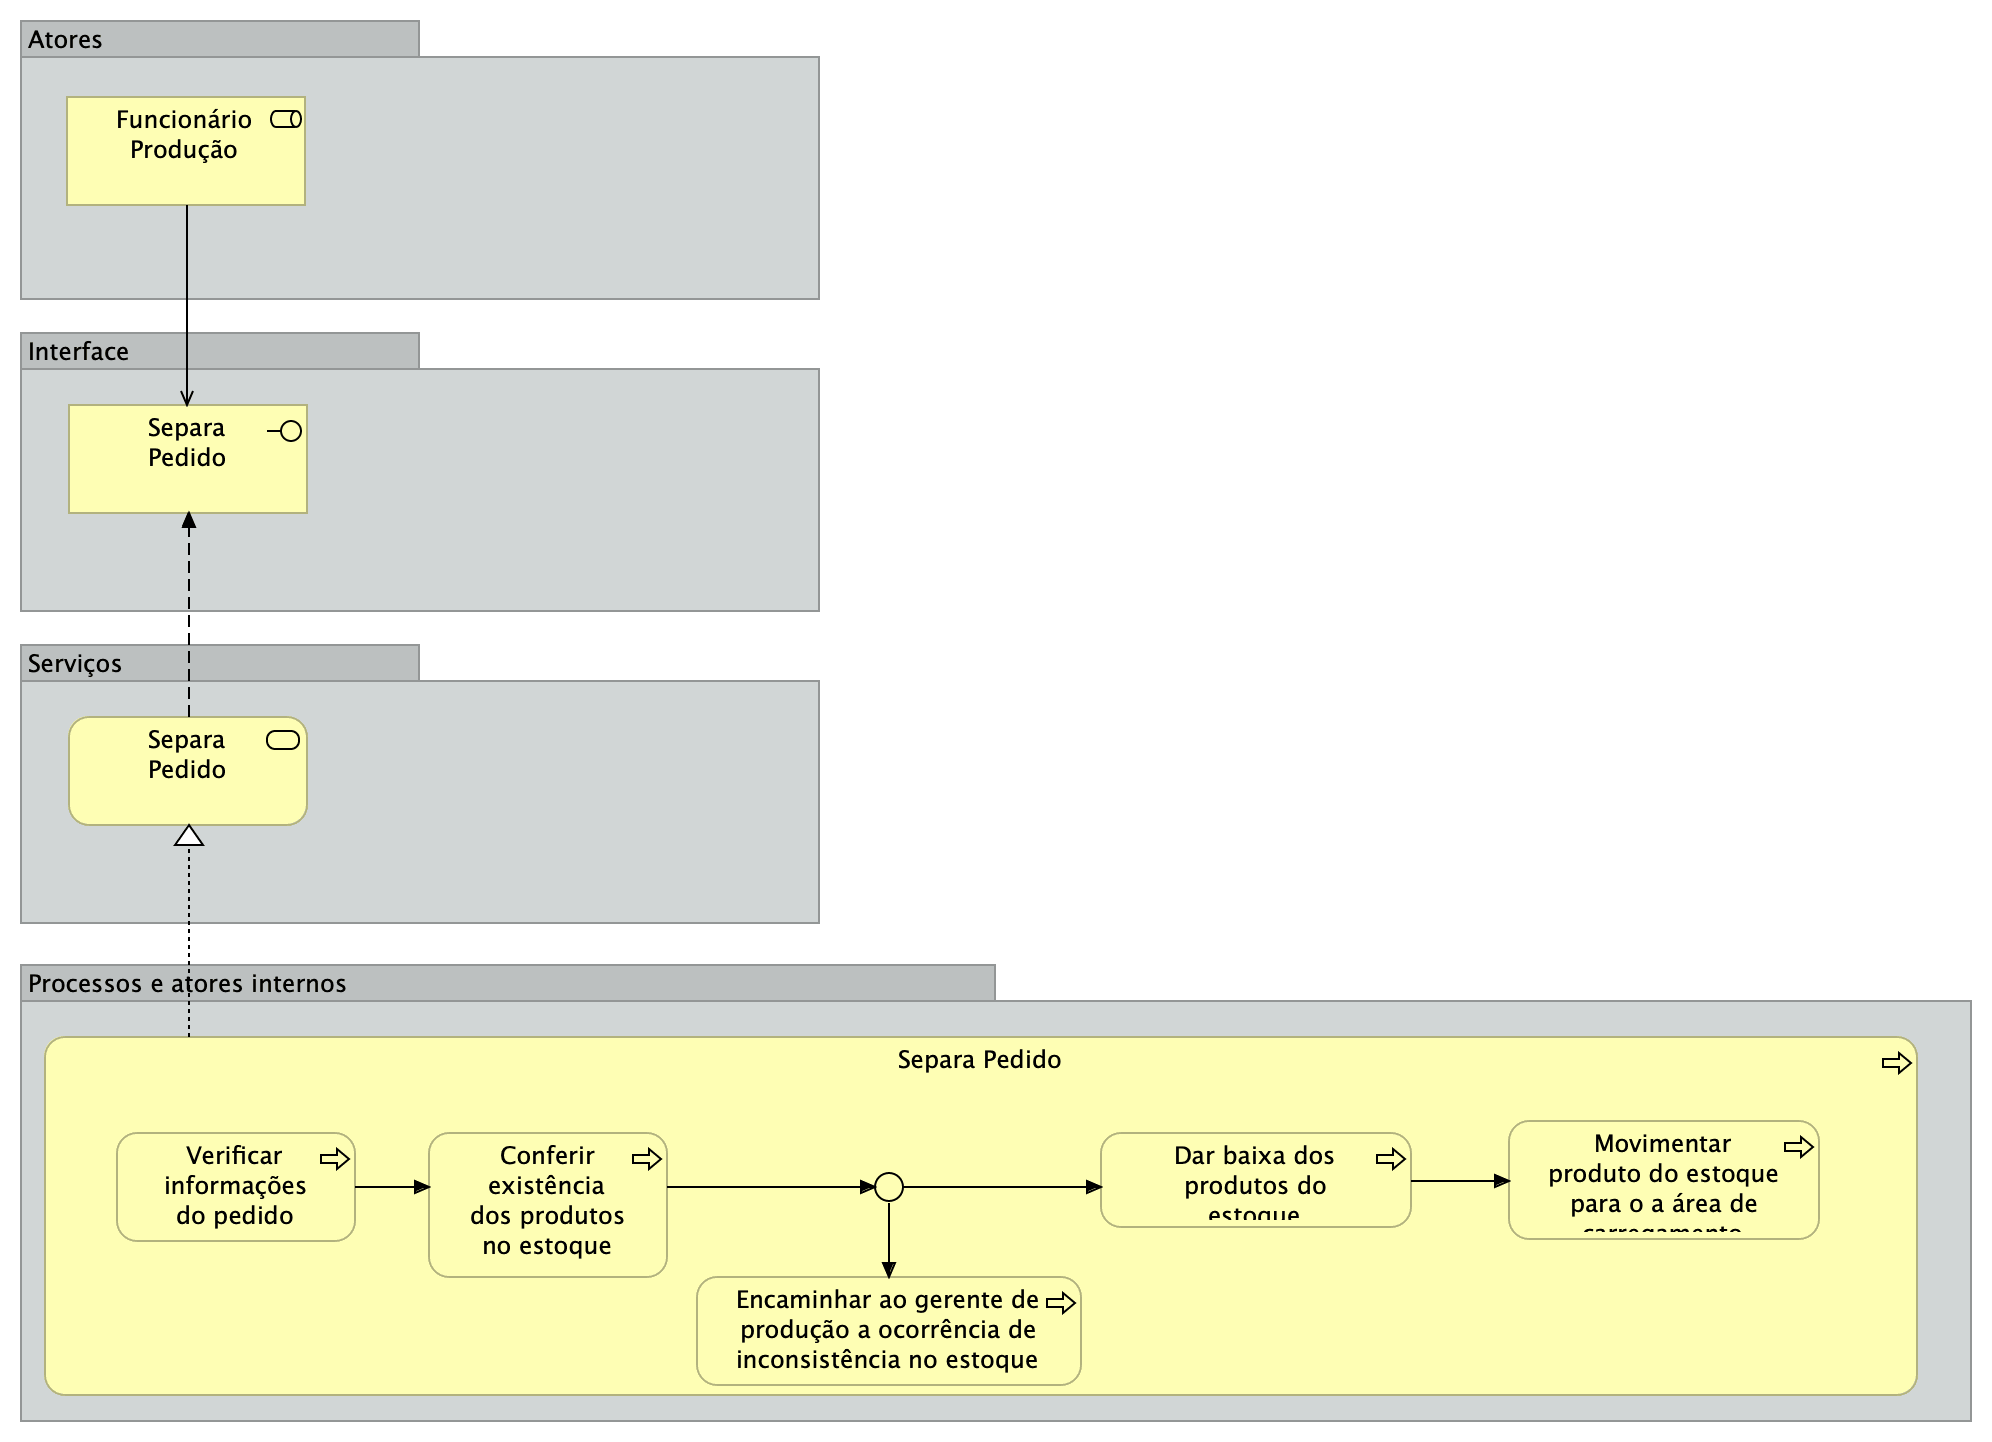 Atores
Funcionário
Produção
Interface
Separa
Pedido
Serviços
Separa
Pedido
Processos e atores internos
Separa Pedido
Verificar
informações
do pedido
Conferir
existência
dos produtos
no estoque
Dar baixa dos
produtos do
estoque
Movimentar
produto do estoque
para o a área de
carregamento
Encaminhar ao gerente de
produção a ocorrência de
inconsistência no estoque